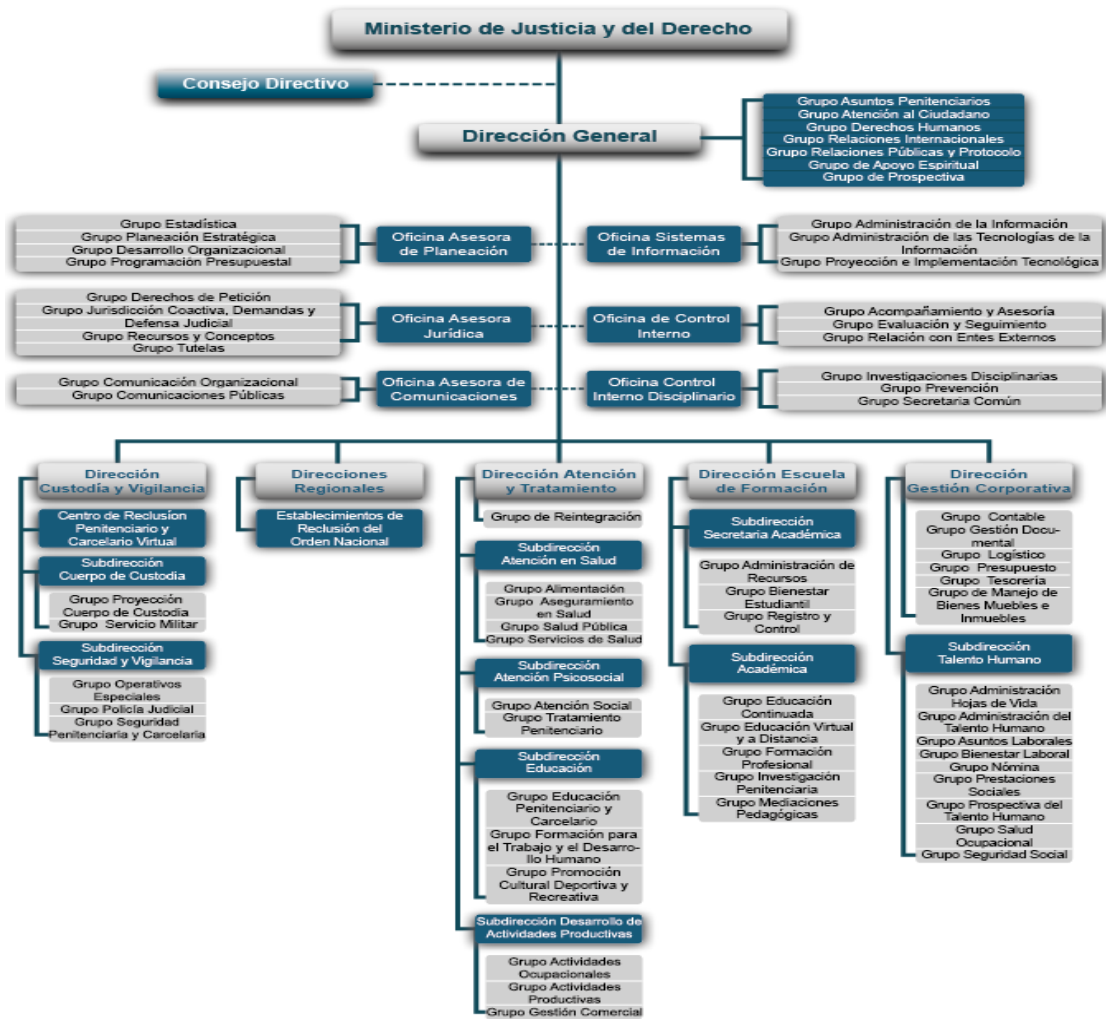 Ministerio de Justicia y del Derecho
Consejo Directivo
Dirección General
Grupo Asuntos Penitenciarios
Grupo Atención al Ciudadano
Grupo Derechos Humanos
Grupo Relaciones Internacionales
Grupo Relaciones Públicas y Protocolo
Grupo de Apoyo Espiritual
Grupo de Prospectiva
Grupo Estadística
Grupo Planeación Estratégica
Grupo Desarrollo Organizacional
Grupo Programación Presupuestal
Oficina Asesora
de Planeación
Oficina Sistemas
de Información
Grupo Administración de la Información
Grupo Administración de las Tecnologías de la
Información
Grupo Proyección e Implementación Tecnológica
Grupo Derechos de Petición
Grupo Jurisdicción Coactiva, Demandas y
Defensa Judicial
Grupo Recursos y Conceptos
Grupo Tutelas
Oficina Asesora
Jurídica
Oficina de Control
Interno
Grupo Acompañamiento y Asesoría
Grupo Evaluación y Seguimiento
Grupo Relación con Entes Externos
Grupo Comunicación Organizacional
Grupo Comunicaciones Públicas
Oficina Asesora de
Comunicaciones
Oficina Control
Interno Disciplinario
Grupo Investigaciones Disciplinarias
Grupo Prevención
Grupo Secretaria Común
Dirección
Custodía y Vigilancia
Centro de Reclusíon
Penitenciario y
Carcelario Virtual
Subdirección
Cuerpo de Custodia
Grupo Proyección
Cuerpo de Custodia
Grupo Servicio Militar
Subdirección
Seguridad y Vigilancia
Grupo Operativos
Especiales
Grupo Policía Judicial
Grupo Seguridad
Penitenciaria y Carcelaría
Direcciones
Regionales
Establecimientos de
Reclusión del
Orden Nacional
Dirección Atención
y Tratamiento
Grupo de Reintegración
Subdirección
Atención en Salud
Grupo Alimentación
Grupo Aseguramiento
en Salud
Grupo Salud Pública
Grupo Servicios de Salud
Subdirección
Atención Psicosocial
Grupo Atención Social
Grupo Tratamiento
Penitenciario
Subdirección
Educación
Grupo Educación
Penitenciario y
Carcelario
Grupo Formación para
el Trabajo y el Desarro-
llo Humano
Grupo Promoción
Cultural Deportiva y
Recreativa
Subdirección Desarrollo de
Actividades Productivas
Grupo Actividades
Ocupacionales
Grupo Actividades
Productivas
Grupo Gestión Comercial
Dirección Escuela
de Formación
Subdirección
Secretaria Académica
Grupo Administración de
Recursos
Grupo Bienestar
Estudiantil
Grupo Registro y
Control
Subdirección
Académica
Grupo Educación
Continuada
Grupo Educación Virtual
y a Distancia
Grupo Formación
Profesional
Grupo Investigación
Penitenciaria
Grupo Mediaciones
Pedagógicas
Dirección
Gestión Corporativa
Grupo Contable
Grupo Gestión Docu-
mental
Grupo Logístico
Grupo Presupuesto
Grupo Tesorería
Grupo de Manejo de
Bienes Muebles e
Inmuebles
Subdirección
Talento Humano
Grupo Administración
Hojas de Vida
Grupo Administración del
Talento Humano
Grupo Asuntos Laborales
Grupo Bienestar Laboral
Grupo Nómina
Grupo Prestaciones
Sociales
Grupo Prospectiva del
Talento Humano
Grupo Salud
Ocupacional
Grupo Seguridad Social